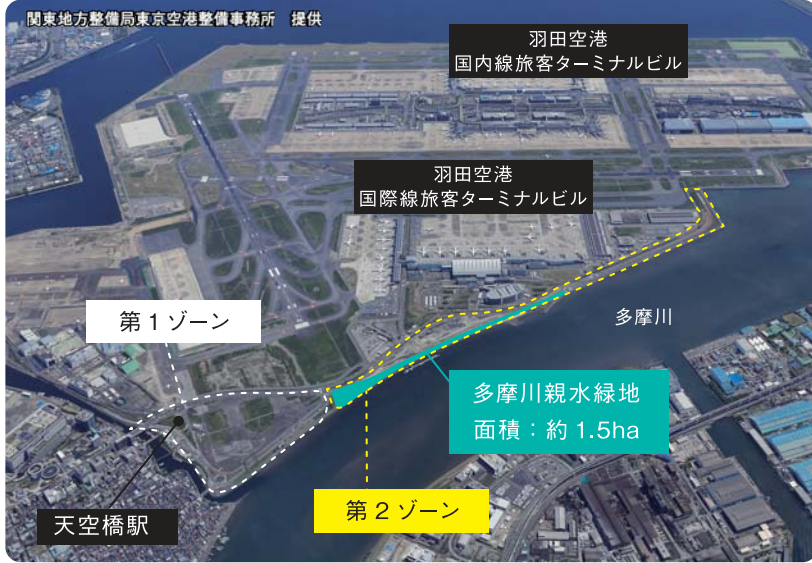 関東地方整備局東京空港整備事務所 提供
羽田空港
国内線旅客ターミナルビル
羽田空港
国際線旅客ターミナルビル
第1ゾーン
多摩川
多摩川親水緑地
面積：約1.5ha
第2ゾーン
天空橋駅